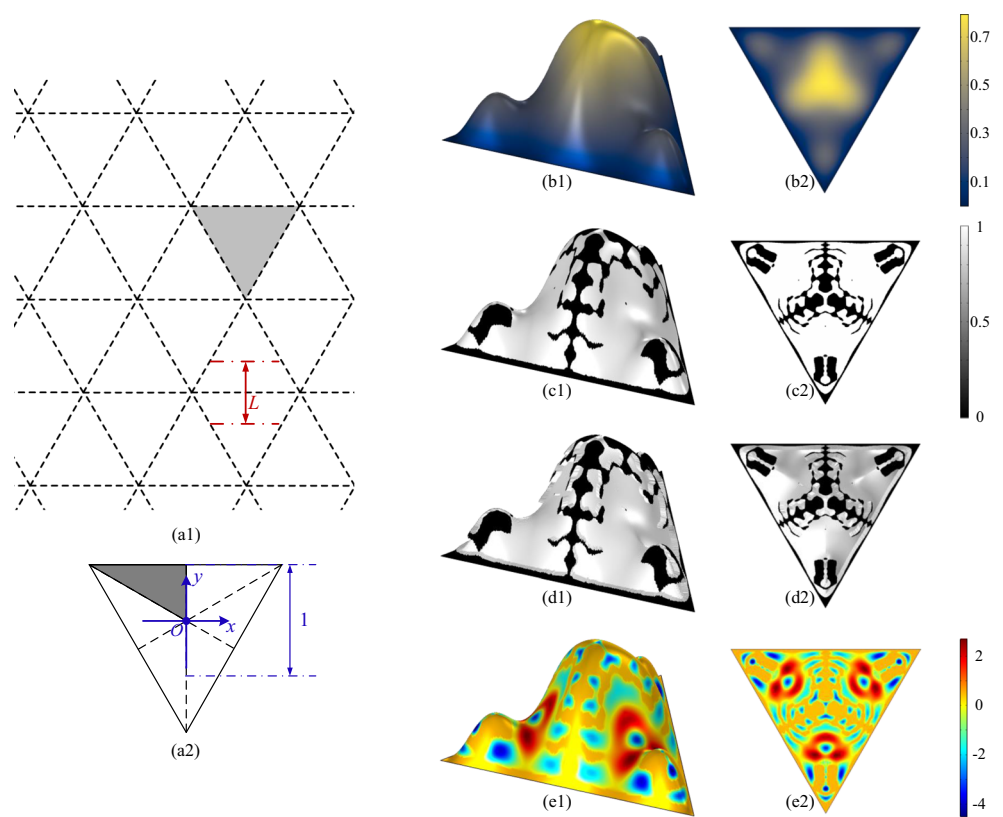 L
(a1)
y
O
x
1
(a2)
(b1)
(b2)
0.7
0.5
0.3
0.1
(c1)
(c2)
1
0.5
0
(d1)
(d2)
(e1)
(e2)
2
0
-2
-4